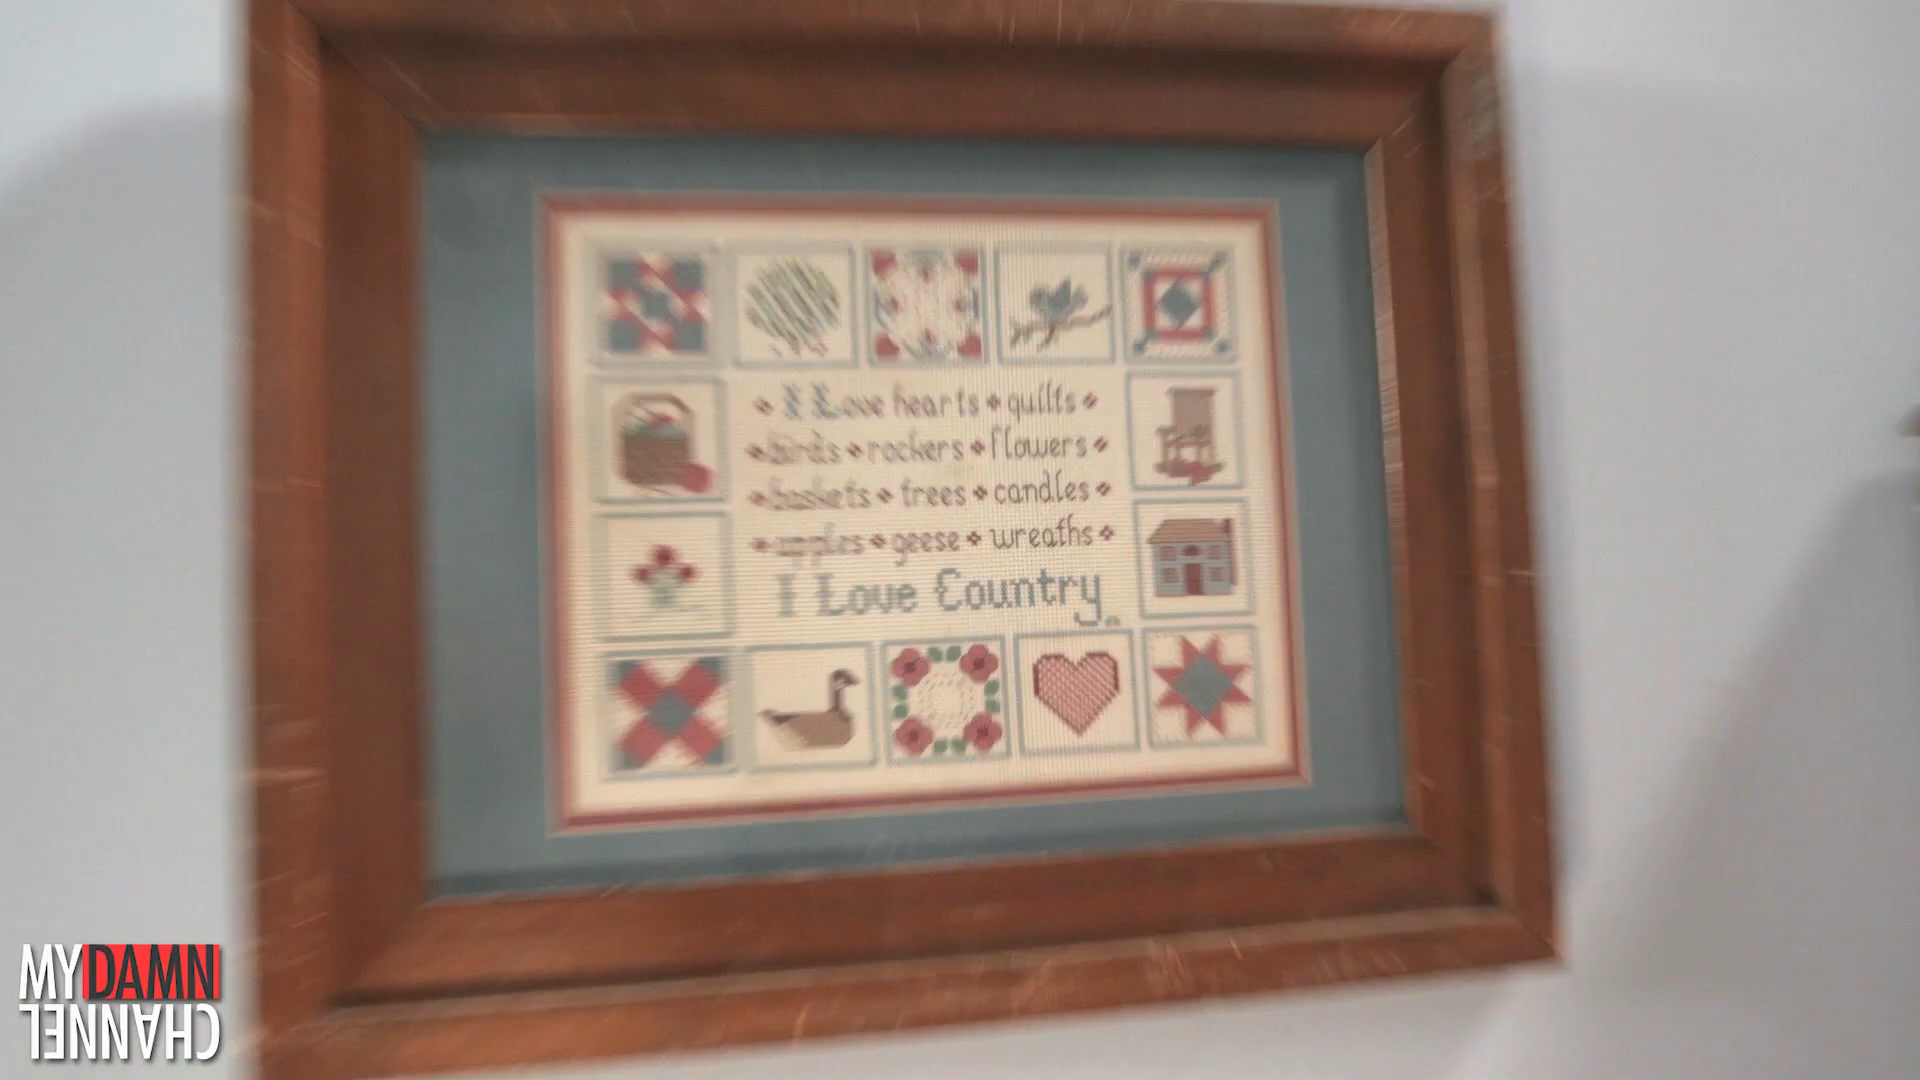 I Love hearts quilts
birds rockers flowers
baskets trees candles
apples geese wreaths
I Love Country
MY DAMN
CHANNEL